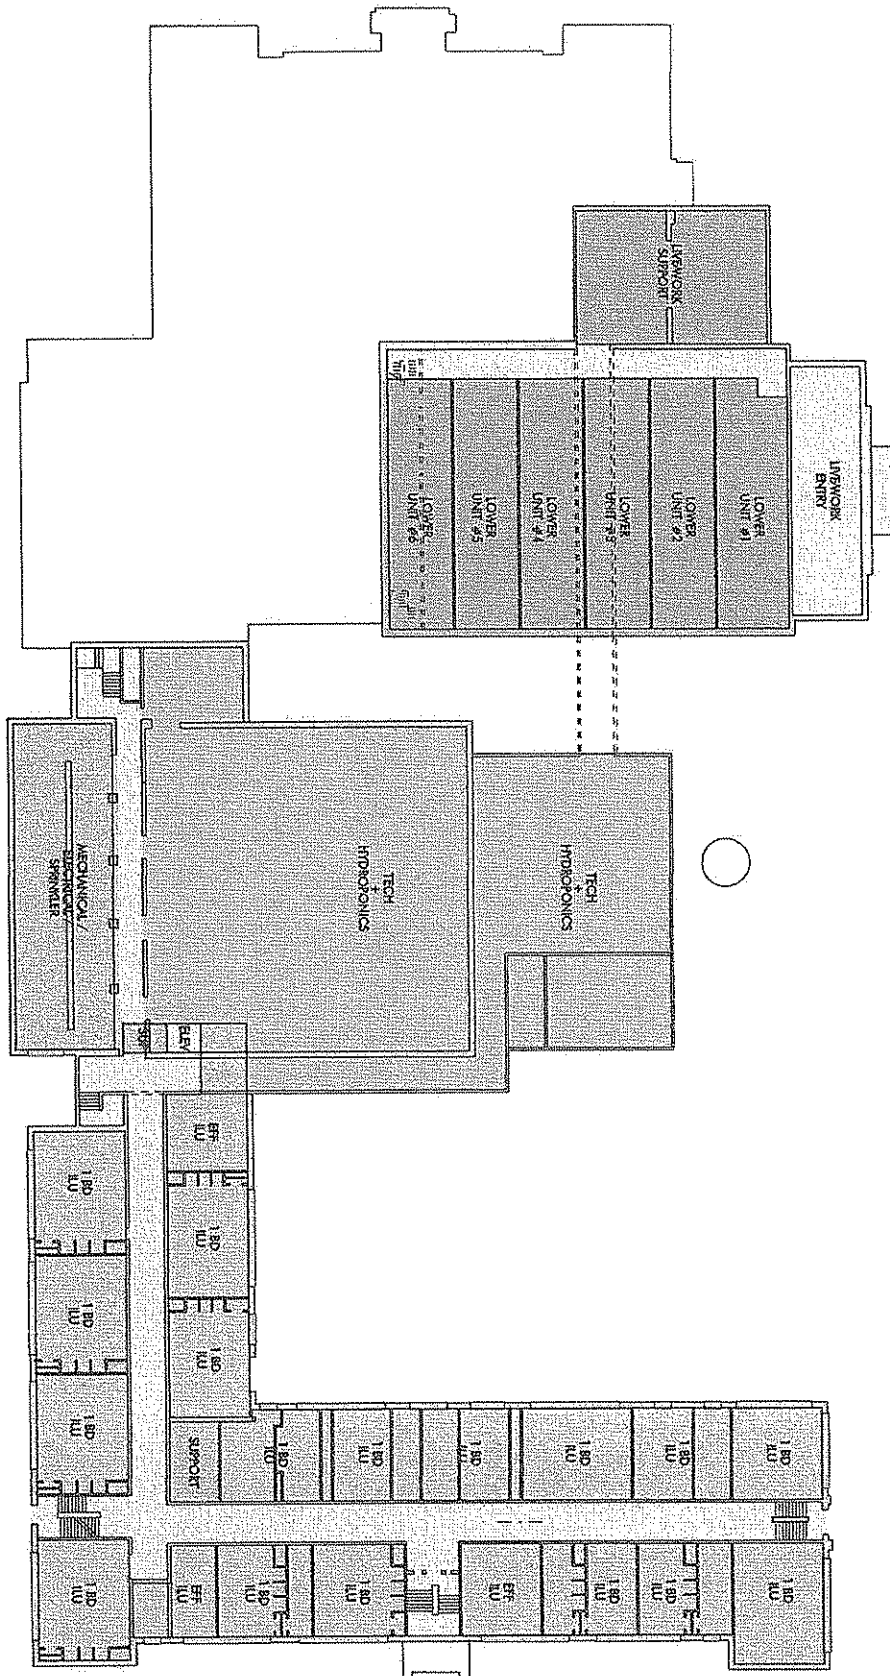 LIVEWORK
SUPPORT
LIVEWORK
ENTRY
LOWER
UNIT #6
LOWER
UNIT #5
LOWER
UNIT #4
LOWER
UNIT #3
LOWER
UNIT #2
LOWER
UNIT #1
MECHANICAL /
ELECTRICAL /
SPRINKLER
TECH
+
HYDROPONICS
TECH
+
HYDROPONICS
ELEV
EFF
ILU
1 BD
ILU
1 BD
ILU
1 BD
ILU
1 BD
ILU
1 BD
ILU
SUPPORT
1 BD
ILU
1 BD
ILU
1 BD
ILU
1 BD
ILU
1 BD
ILU
1 BD
ILU
1 BD
ILU
EFF
ILU
1 BD
ILU
1 BD
ILU
EFF
ILU
1 BD
ILU
1 BD
ILU
1 BD
ILU